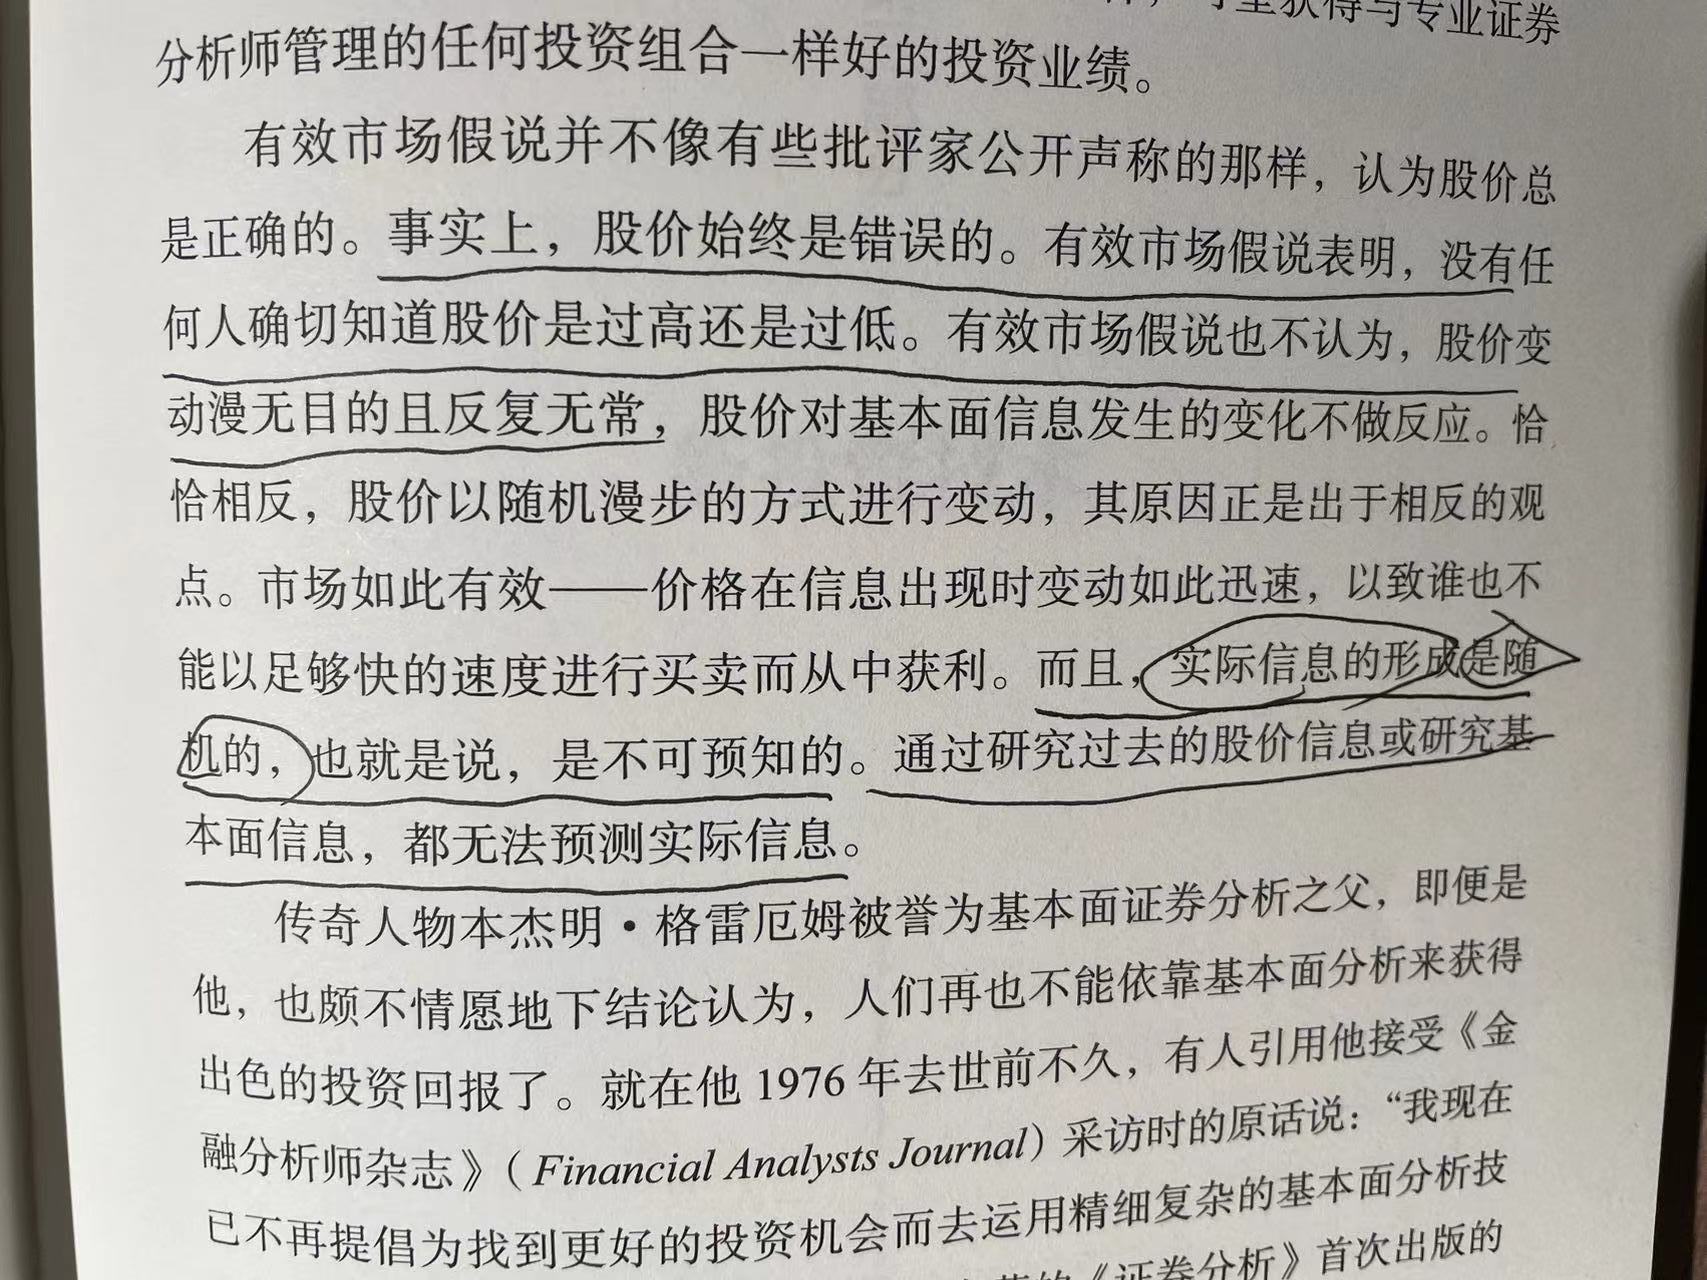 获得与专业证券
分析师管理的任何投资组合一样好的投资业绩。
有效市场假说并不像有些批评家公开声称的那样，认为股价总
是正确的。事实上，股价始终是错误的。有效市场假说表明，没有任
何人确切知道股价是过高还是过低。有效市场假说也不认为，股价变
动漫无目的且反复无常，股价对基本面信息发生的变化不做反应。恰
恰相反，股价以随机漫步的方式进行变动，其原因正是出于相反的观
点。市场如此有效——价格在信息出现时变动如此迅速，以致谁也不
能以足够快的速度进行买卖而从中获利。而且，实际信息的形成是随
机的，也就是说，是不可预知的。通过研究过去的股价信息或研究基
本面信息，都无法预测实际信息。
传奇人物本杰明·格雷厄姆被誉为基本面证券分析之父，即便是
他，也颇不情愿地下结论认为，人们再也不能依靠基本面分析来获得
出色的投资回报了。就在他 1976 年去世前不久，有人引用他接受《金
融分析师杂志》（Financial Analysts Journal）采访时的原话说：“我现在
已不再提倡为找到更好的投资机会而去运用精细复杂的基本面分析技
的《证券分析》首次出版的